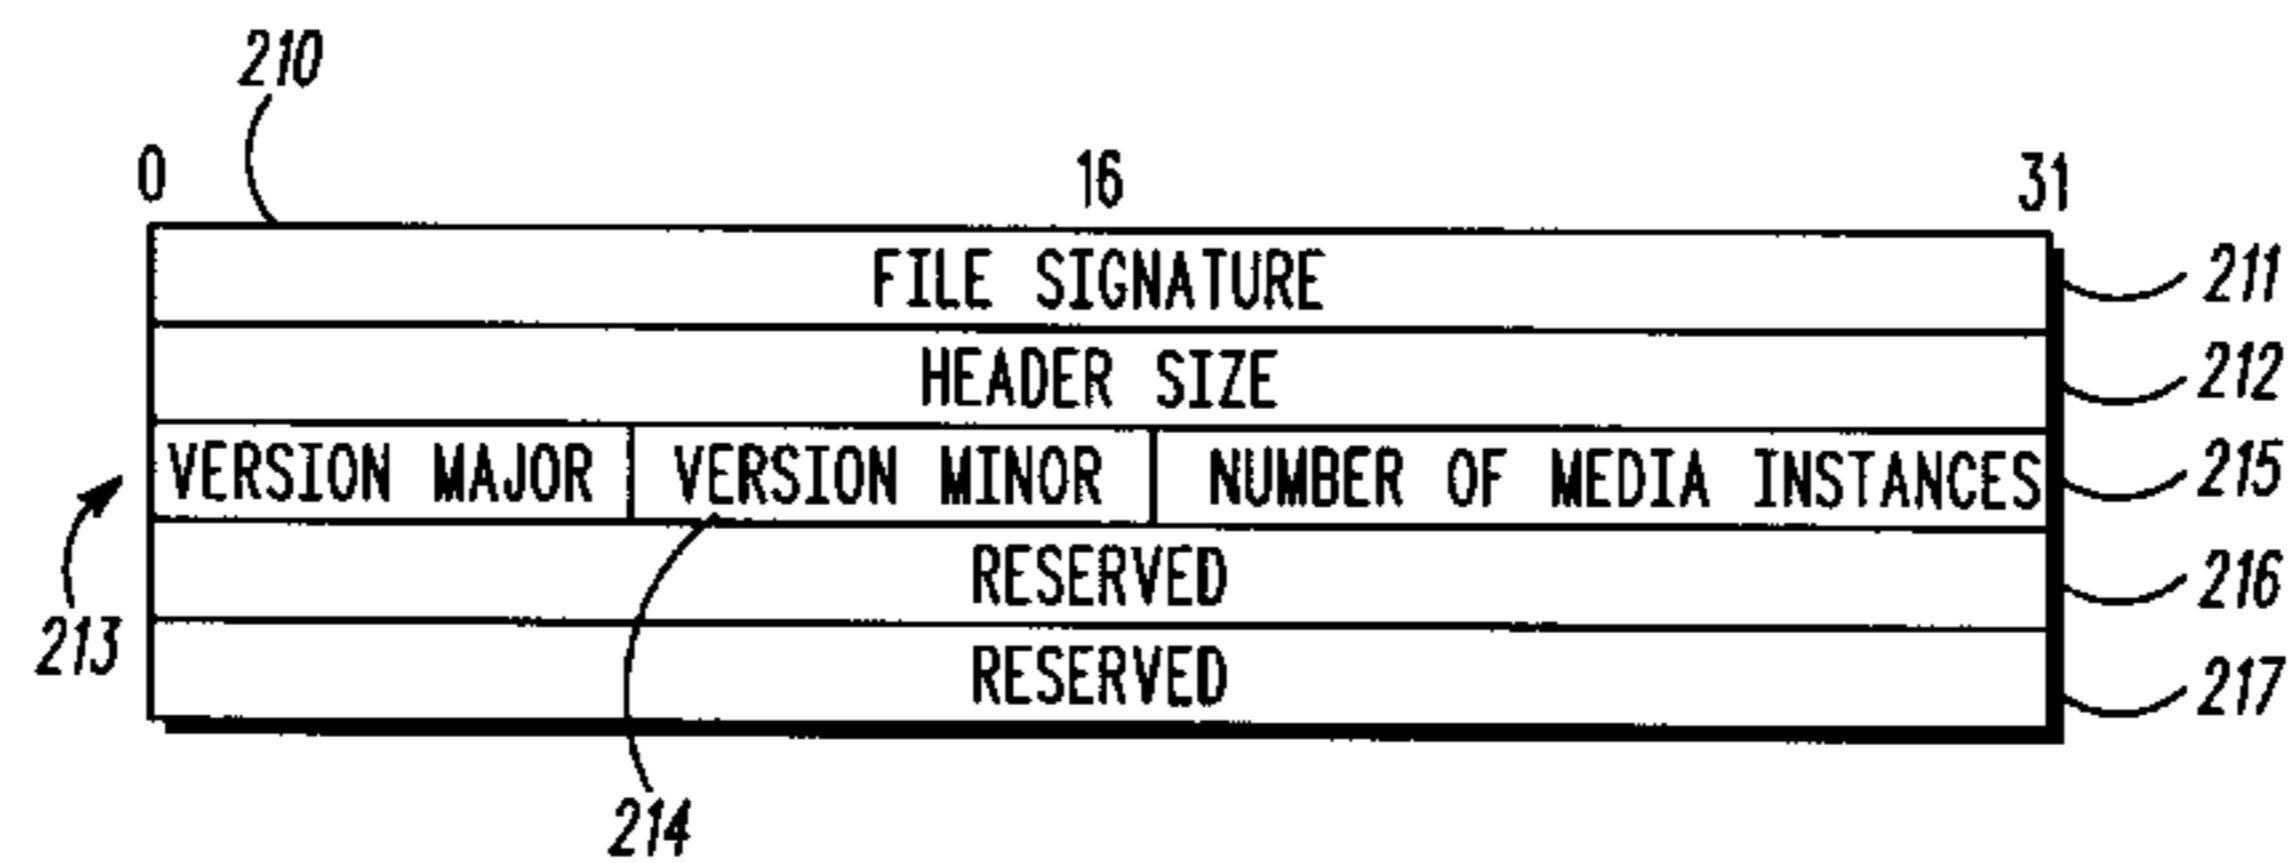 210
0 16 31
FILE SIGNATURE 211
HEADER SIZE 212
VERSION MAJOR VERSION MINOR NUMBER OF MEDIA INSTANCES 215
RESERVED 216
213
RESERVED 217
214